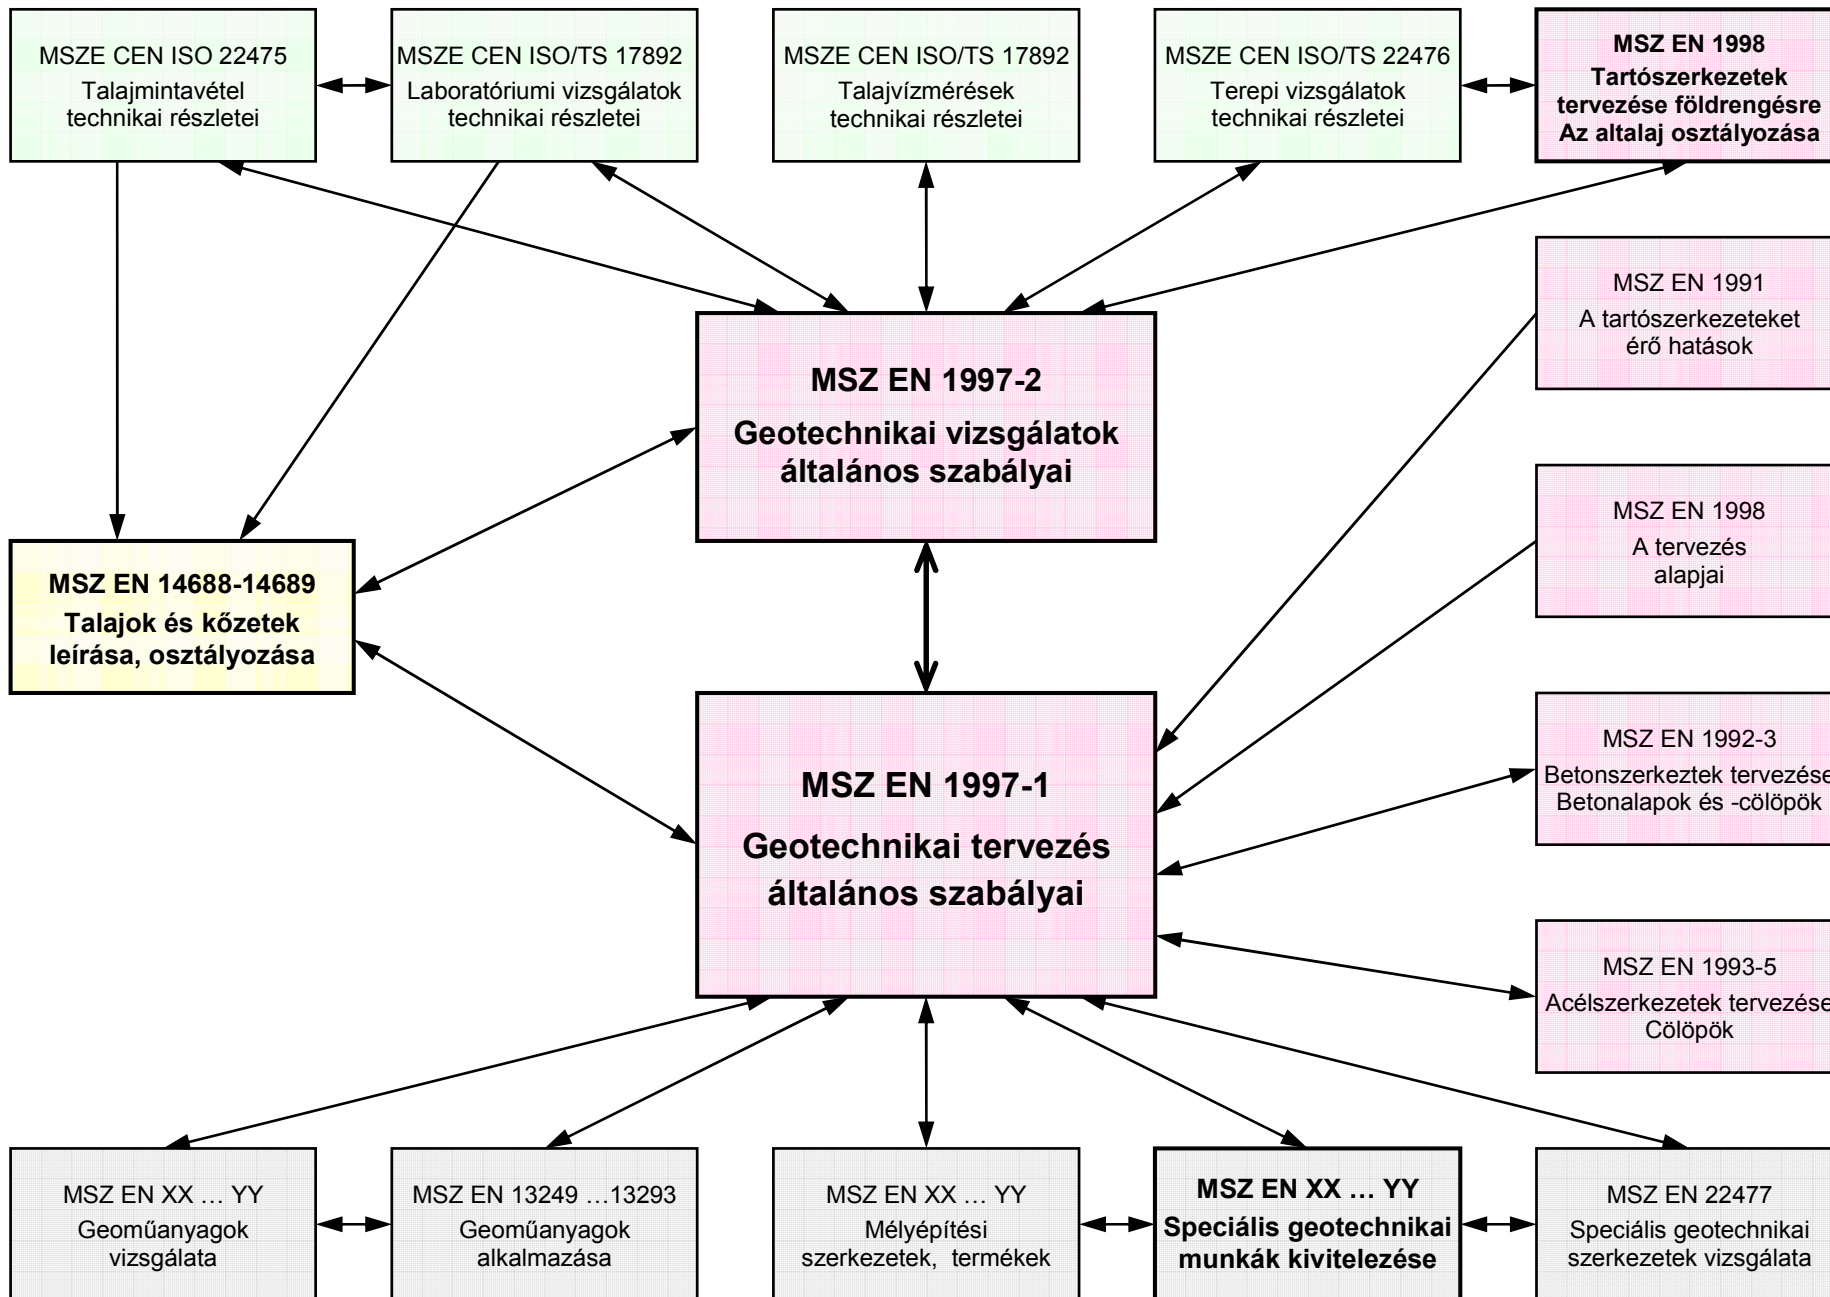 MSZE CEN ISO 22475
Talajmintavétel
technikai részletei
MSZE CEN ISO/TS 17892
Laboratóriumi vizsgálatok
technikai részletei
MSZE CEN ISO/TS 17892
Talajvízmérések
technikai részletei
MSZE CEN ISO/TS 22476
Terepi vizsgálatok
technikai részletei
MSZ EN 1998
Tartószerkezetek
tervezése földrengésre
Az altalaj osztályozása
MSZ EN 1991
A tartószerkezeteket
érő hatások
MSZ EN 1997-2
Geotechnikai vizsgálatok
általános szabályai
MSZ EN 1998
A tervezés
alapjai
MSZ EN 14688-14689
Talajok és kőzetek
leírása, osztályozása
MSZ EN 1997-1
Geotechnikai tervezés
általános szabályai
MSZ EN 1992-3
Betonszerkeztek tervezése
Betonalapok és -cölöpök
MSZ EN 1993-5
Acélszerkezetek tervezése
Cölöpök
MSZ EN XX … YY
Geoműanyagok
vizsgálata
MSZ EN 13249 …13293
Geoműanyagok
alkalmazása
MSZ EN XX … YY
Mélyépítési
szerkezetek, termékek
MSZ EN XX … YY
Speciális geotechnikai
munkák kivitelezése
MSZ EN 22477
Speciális geotechnikai
szerkezetek vizsgálata